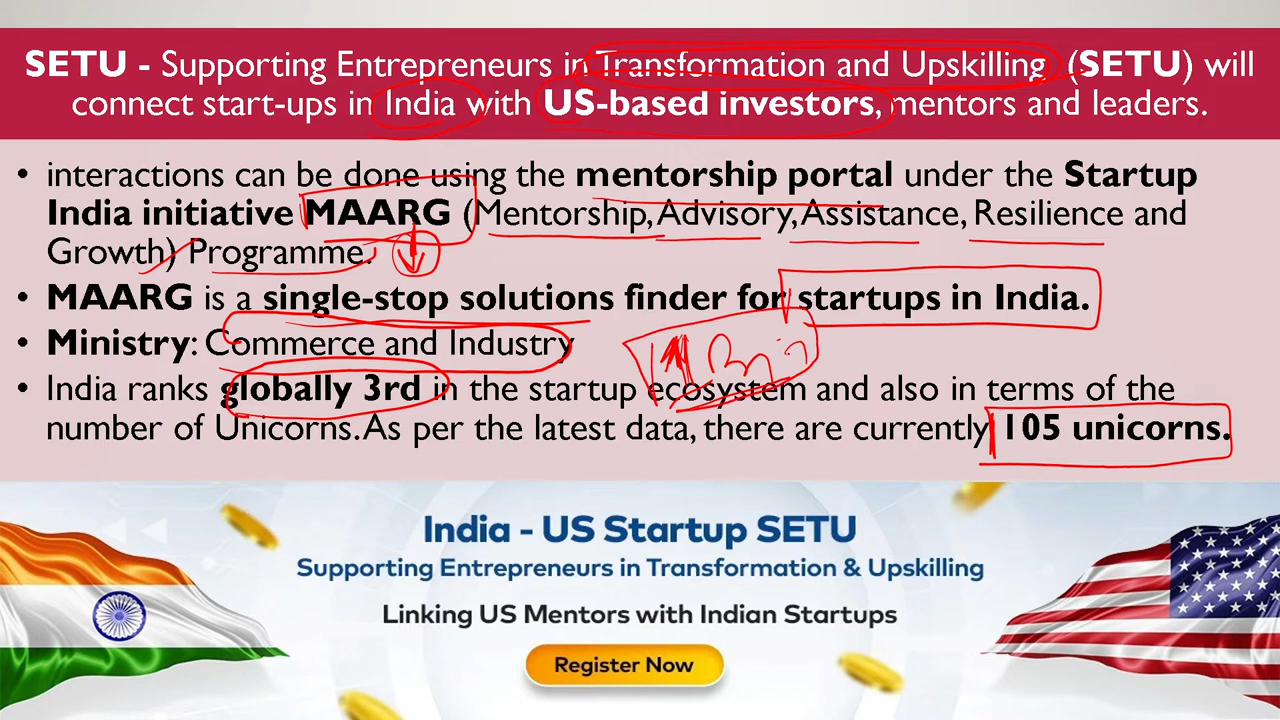 SETU - Supporting Entrepreneurs in Transformation and Upskilling (SETU) will
connect start-ups in India with US-based investors, mentors and leaders.
• interactions can be done using the mentorship portal under the Startup
India initiative MAARG (Mentorship, Advisory, Assistance, Resilience and
Growth) Programme.
• MAARG is a single-stop solutions finder for startups in India.
• Ministry: Commerce and Industry
• India ranks globally 3rd in the startup ecosystem and also in terms of the
number of Unicorns. As per the latest data, there are currently 105 unicorns.
India - US Startup SETU
Supporting Entrepreneurs in Transformation & Upskilling
Linking US Mentors with Indian Startups
Register Now